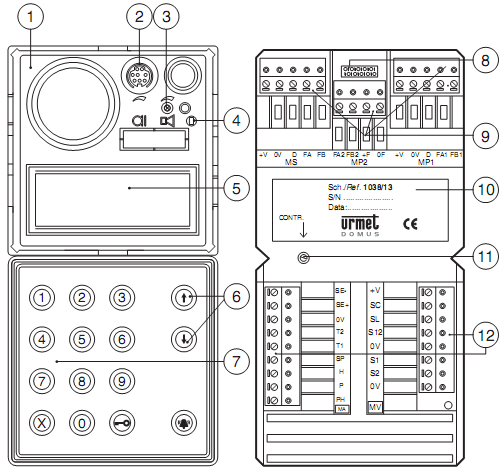 1
2
3
4
5
6
7
8
9
10
11
12
1 2 3
4 5 6
7 8 9
X 0
+V 0V D FA FB
MS
FA2 FB2 +F 0F
MP2
+V 0V D FA1 FB1
MP1
Sch./Ref. 1038/13
S/N
Data:
urmet
DOMUS
CE
CONTR.
SE- +V
SE+ SC
0V SL
T2 S12
T1 0V
SP S1
H S2
P 0V
PH
MA MV